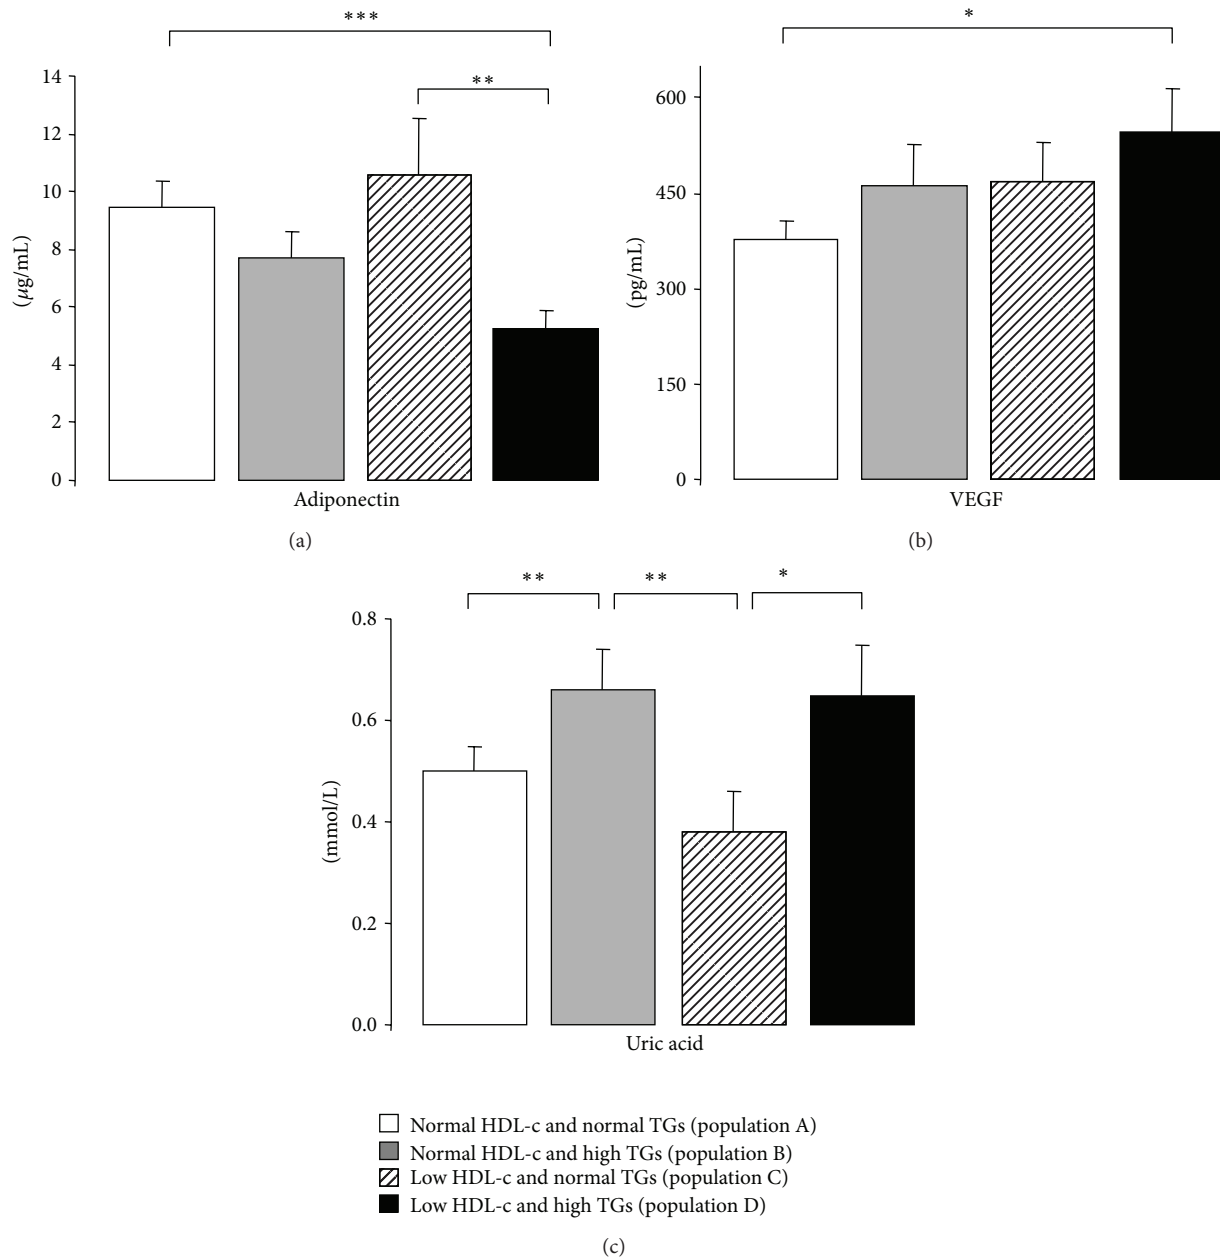 ***
**
14
12
10
8
6
4
2
0
(µg/mL)
Adiponectin
(a)
*
600
450
300
150
0
(pg/mL)
VEGF
(b)
**
**
*
0.8
0.6
0.4
0.2
0.0
(mmol/L)
Uric acid
Normal HDL-c and normal TGs (population A)
Normal HDL-c and high TGs (population B)
Low HDL-c and normal TGs (population C)
Low HDL-c and high TGs (population D)
(c)